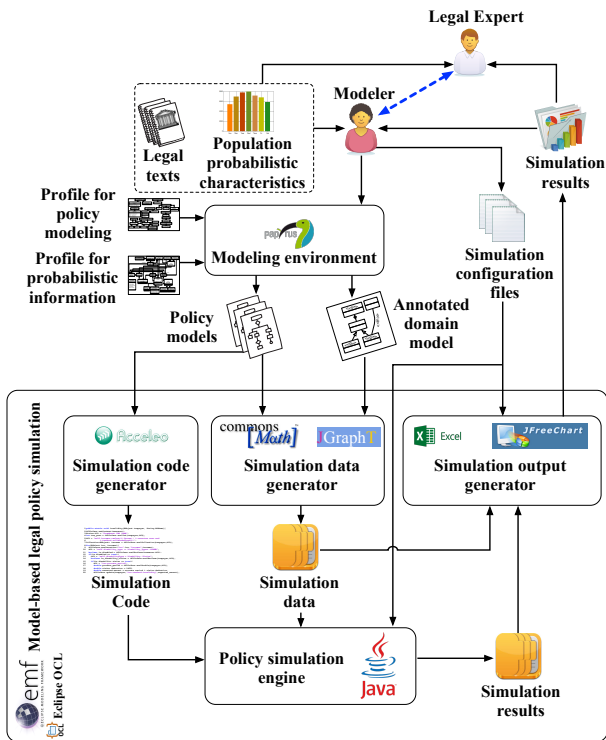 Legal Expert
Modeler
Legal
texts
Population
probabilistic
characteristics
Simulation
results
Profile for
policy
modeling
Profile for
probabilistic
information
papyrus
Modeling environment
Simulation
configuration
files
Policy
models
Annotated
domain
model
Model-based legal policy simulation
Acceleo
Simulation code
generator
commons
Math
JGraphT
Simulation data
generator
Excel
JFreeChart
Simulation output
generator
Simulation
Code
Simulation
data
Policy simulation
engine
Java
Simulation
results
emf
ECLIPSE MODELING FRAMEWORK
OCL
Eclipse OCL